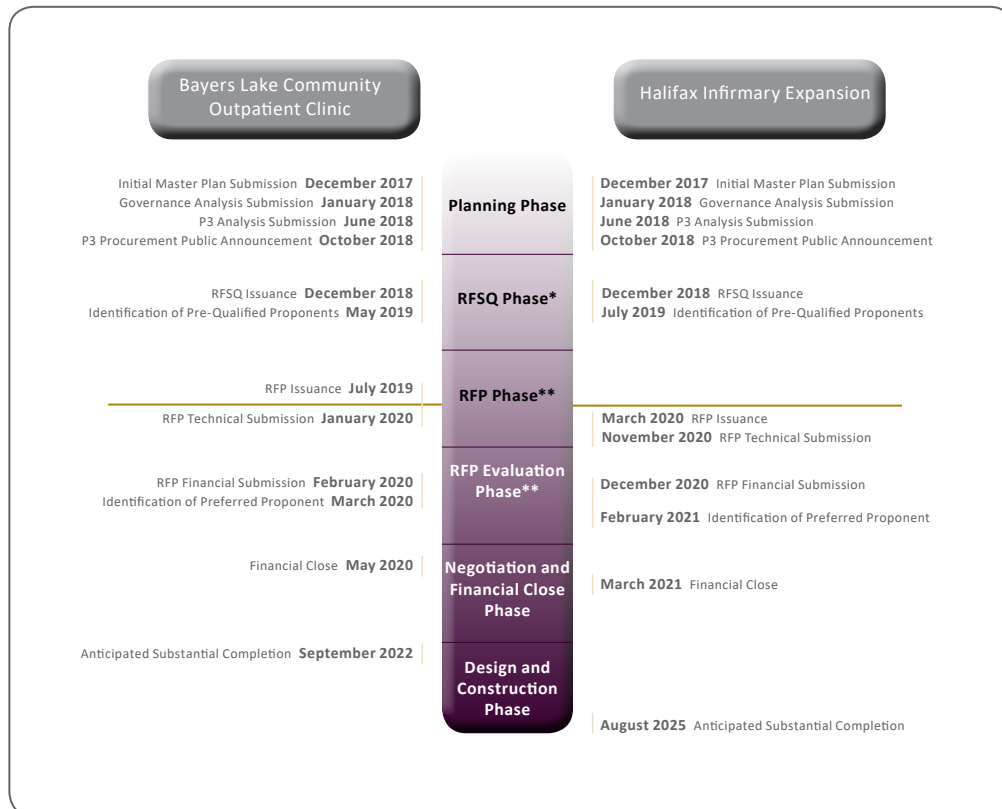 Bayers Lake Community
Outpatient Clinic
Halifax Infirmary Expansion
Planning Phase
Initial Master Plan Submission December 2017
Governance Analysis Submission January 2018
P3 Analysis Submission June 2018
P3 Procurement Public Announcement October 2018
December 2017 Initial Master Plan Submission
January 2018 Governance Analysis Submission
June 2018 P3 Analysis Submission
October 2018 P3 Procurement Public Announcement
RFSQ Phase*
RFSQ Issuance December 2018
Identification of Pre-Qualified Proponents May 2019
December 2018 RFSQ Issuance
July 2019 Identification of Pre-Qualified Proponents
RFP Phase**
RFP Issuance July 2019
RFP Technical Submission January 2020
March 2020 RFP Issuance
November 2020 RFP Technical Submission
RFP Evaluation
Phase**
RFP Financial Submission February 2020
Identification of Preferred Proponent March 2020
December 2020 RFP Financial Submission
February 2021 Identification of Preferred Proponent
Negotiation and
Financial Close
Phase
Financial Close May 2020
March 2021 Financial Close
Design and
Construction
Phase
Anticipated Substantial Completion September 2022
August 2025 Anticipated Substantial Completion